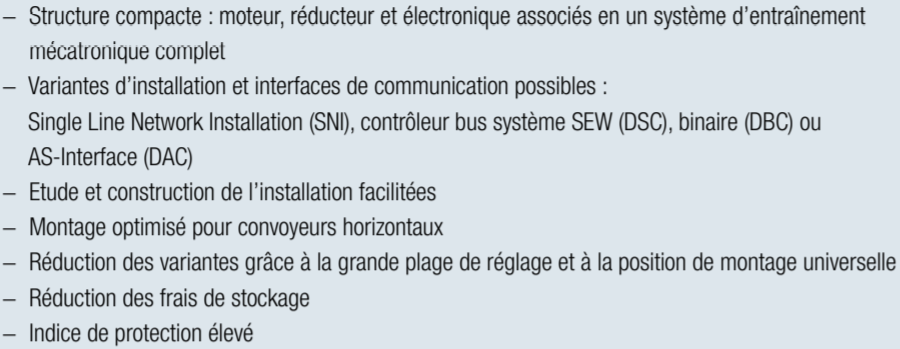 – Structure compacte : moteur, réducteur et électronique associés en un système d'entraînement
mécatronique complet
– Variantes d'installation et interfaces de communication possibles :
Single Line Network Installation (SNI), contrôleur bus système SEW (DSC), binaire (DBC) ou
AS-Interface (DAC)
– Etude et construction de l'installation facilitées
– Montage optimisé pour convoyeurs horizontaux
– Réduction des variantes grâce à la grande plage de réglage et à la position de montage universelle
– Réduction des frais de stockage
– Indice de protection élevé